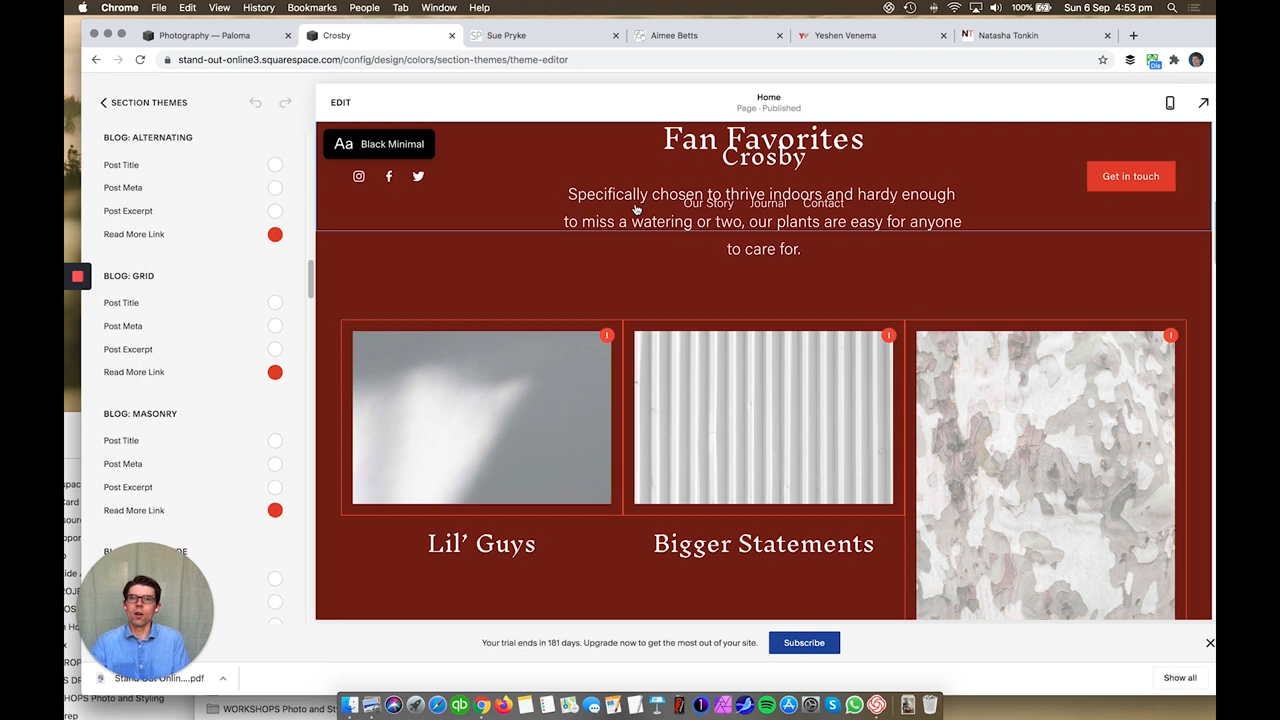 Chrome File Edit View History Bookmarks People Tab Window Help 100% Sun 6 Sep 4:53 pm
Photography — Paloma Crosby Sue Pryke Aimee Betts Yeshen Venema Natasha Tonkin
stand-out-online3.squarespace.com/config/design/colors/section-themes/theme-editor
SECTION THEMES
EDIT
Home
Page · Published
BLOG: ALTERNATING
Post Title
Post Meta
Post Excerpt
Read More Link
BLOG: GRID
Post Title
Post Meta
Post Excerpt
Read More Link
BLOG: MASONRY
Post Title
Post Meta
Post Excerpt
Read More Link
Aa Black Minimal
Fan Favorites
Crosby
Get in touch
Specifically chosen to thrive indoors and hardy enough
Our Story Journal Contact
to miss a watering or two, our plants are easy for anyone
to care for.
Lil’ Guys
Bigger Statements
Your trial ends in 181 days. Upgrade now to get the most out of your site. Subscribe
Stand Out Onlin....pdf
Show all
WORKSHOPS Photo and St